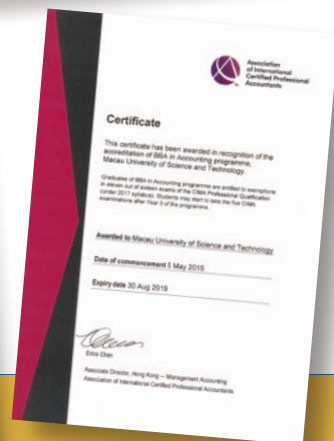 Association
of International
Certified Professional
Accountants
Certificate
This certificate has been awarded in recognition of the
accreditation of BBA in Accounting programme,
Macau University of Science and Technology.
Graduates of BBA in Accounting programme are entitled to exemptions
in eleven out of sixteen exams of the CIMA Professional Qualification
(under 2017 syllabus). Students may start to take the five CIMA
examinations after Year 3 of the programme.
Awarded to Macau University of Science and Technology
Date of commencement 5 May 2015
Expiry date 30 Aug 2019
Erica Chan
Associate Director, Hong Kong — Management Accounting
Association of International Certified Professional Accountants